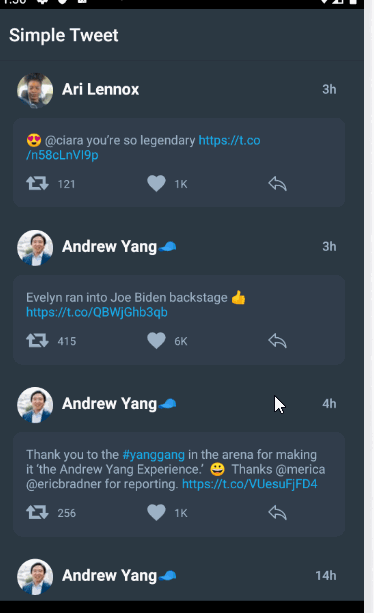 Simple Tweet
Ari Lennox 3h
😍 @ciara you're so legendary https://t.co
/n58cLnVI9p
121 1K
Andrew Yang🧢 3h
Evelyn ran into Joe Biden backstage 👍
https://t.co/QBWjGhb3qb
415 6K
Andrew Yang🧢 4h
Thank you to the #yanggang in the arena for making
it ‘the Andrew Yang Experience.’ 😀 Thanks @merica
@ericbradner for reporting. https://t.co/VUesuFjFD4
256 1K
Andrew Yang🧢 14h